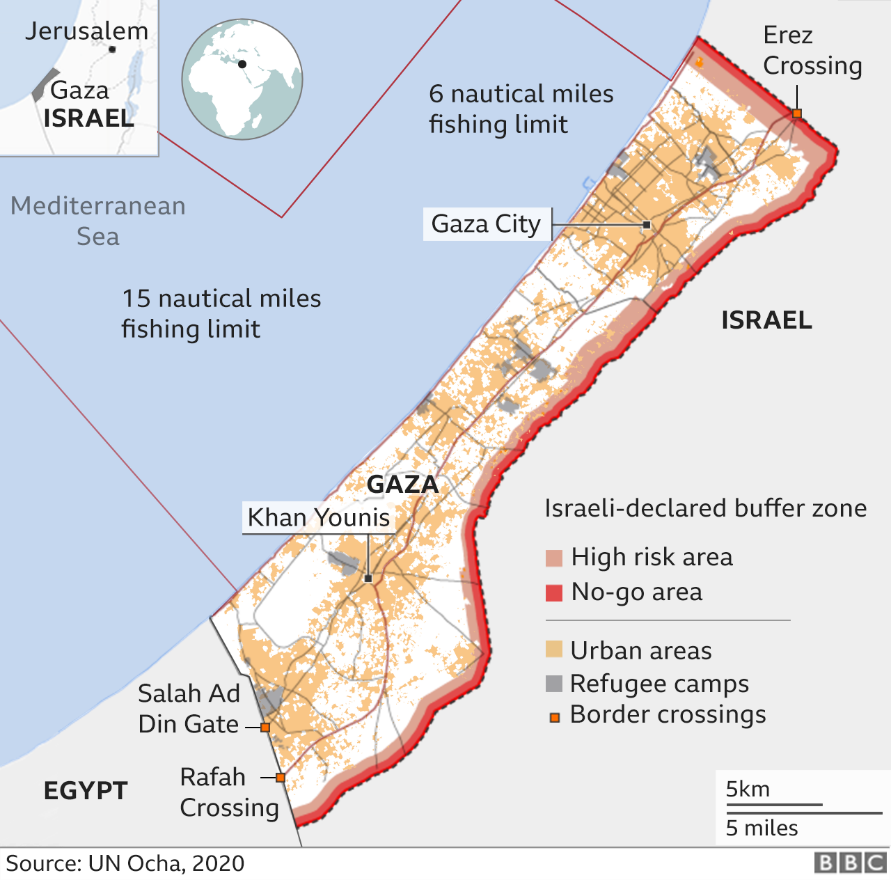 Jerusalem
Gaza
ISRAEL
Erez
Crossing
6 nautical miles
fishing limit
Mediterranean
Sea
Gaza City
15 nautical miles
fishing limit
ISRAEL
GAZA
Khan Younis
Israeli-declared buffer zone
High risk area
No-go area
Urban areas
Refugee camps
Border crossings
Salah Ad
Din Gate
Rafah
Crossing
EGYPT
5km
5 miles
Source: UN Ocha, 2020
BBC